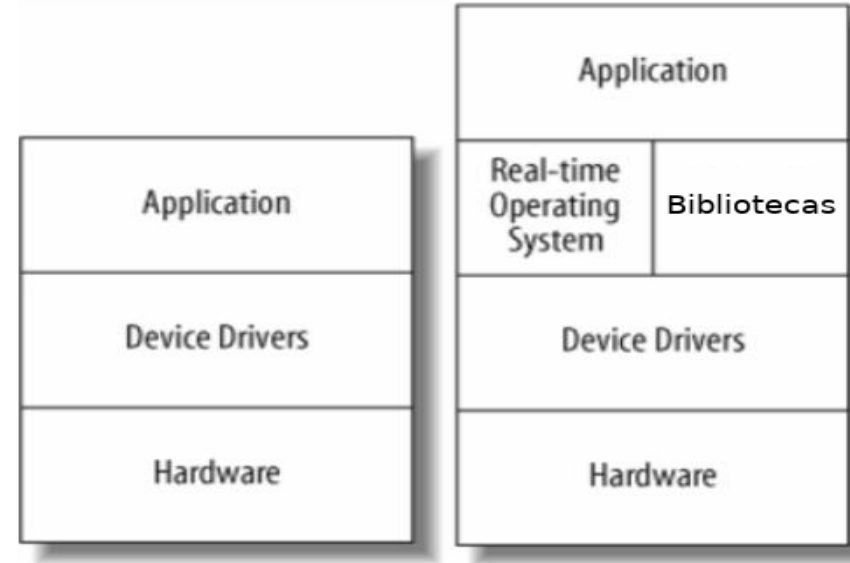 Application
Device Drivers
Hardware
Application
Real-time
Operating
System
Bibliotecas
Device Drivers
Hardware